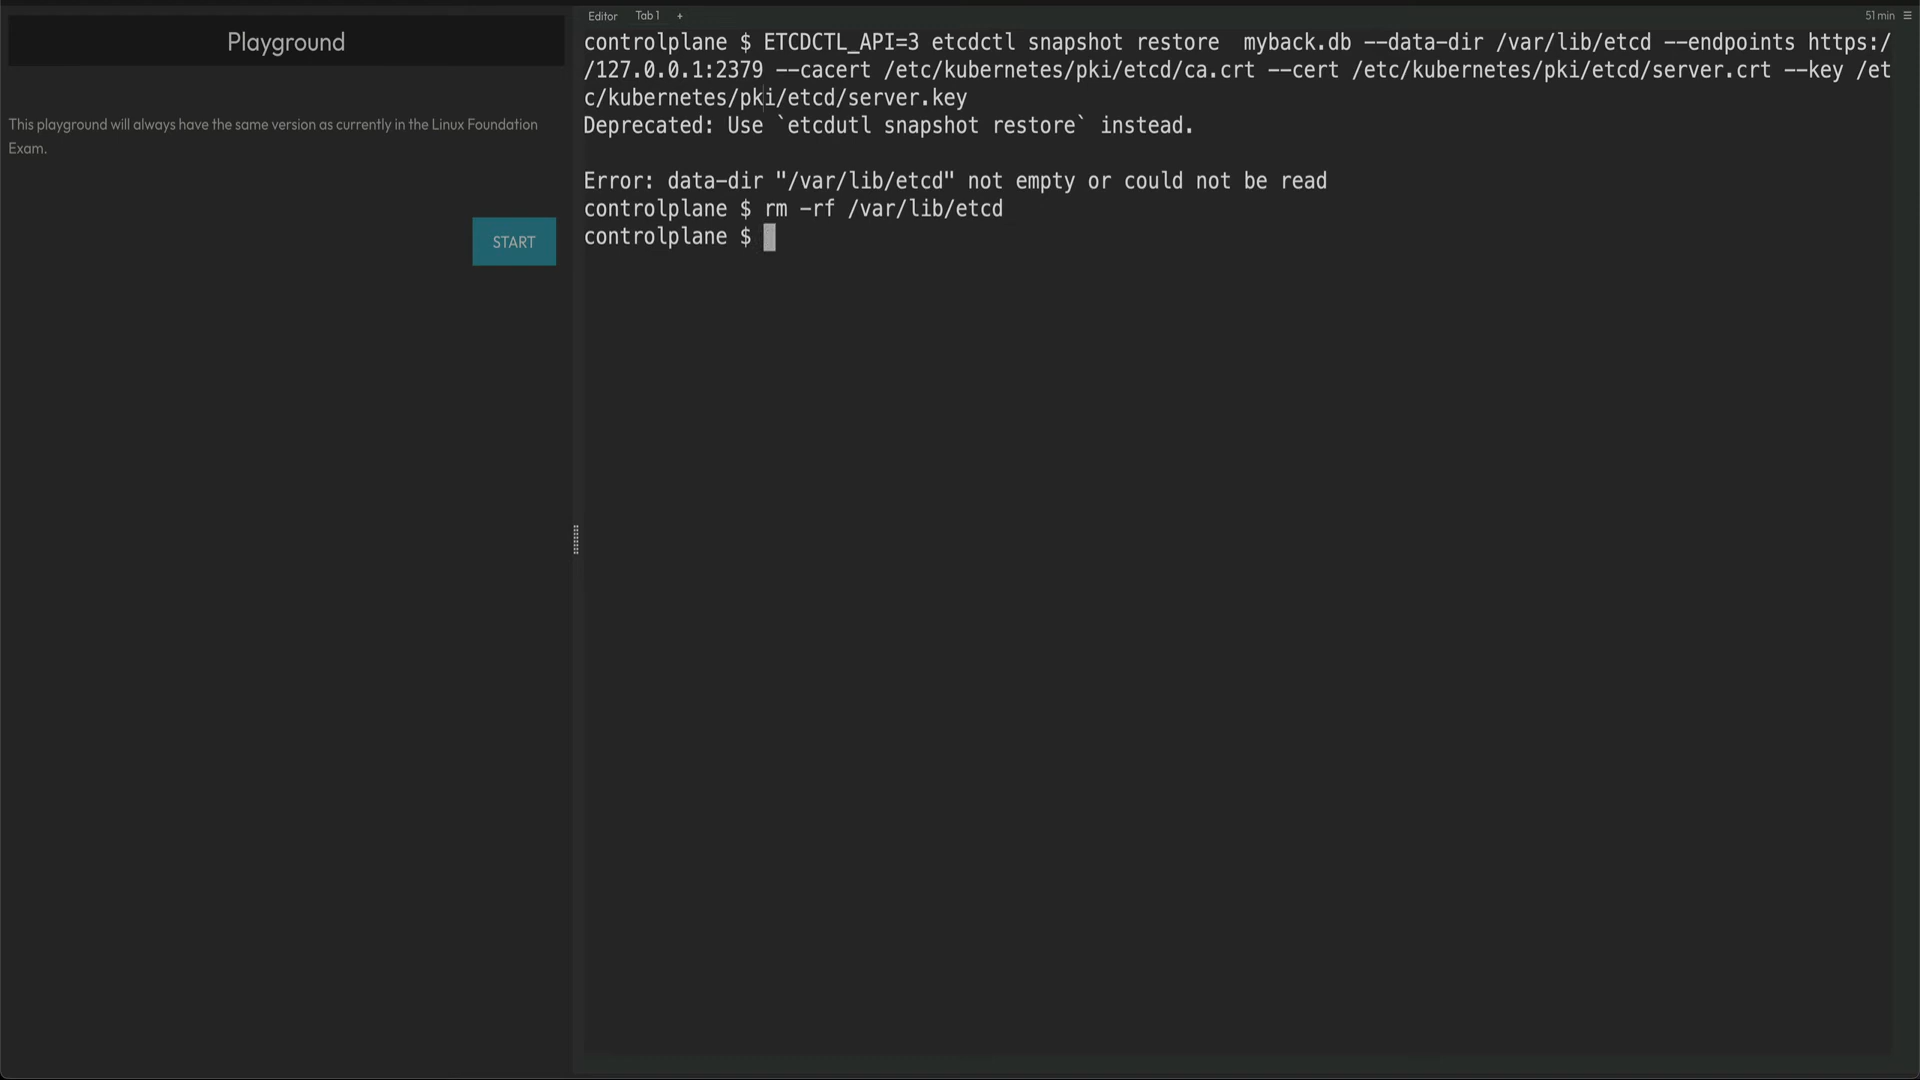 Playground
This playground will always have the same version as currently in the Linux Foundation
Exam.
START
Editor Tab 1 + 51 min ☰
controlplane $ ETCDCTL_API=3 etcdctl snapshot restore  myback.db --data-dir /var/lib/etcd --endpoints https:/
/127.0.0.1:2379 --cacert /etc/kubernetes/pki/etcd/ca.crt --cert /etc/kubernetes/pki/etcd/server.crt --key /et
c/kubernetes/pki/etcd/server.key
Deprecated: Use `etcdutl snapshot restore` instead.
Error: data-dir "/var/lib/etcd" not empty or could not be read
controlplane $ rm -rf /var/lib/etcd
controlplane $